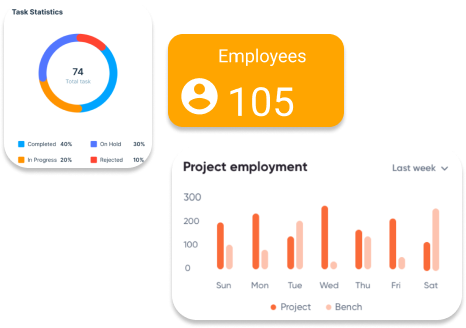 Task Statistics
74
Total task
Completed 40% On Hold 30%
In Progress 20% Rejected 10%
Employees
105
Project employment Last week
300
200
100
0
Sun Mon Tue Wed Thu Fri Sat
Project Bench